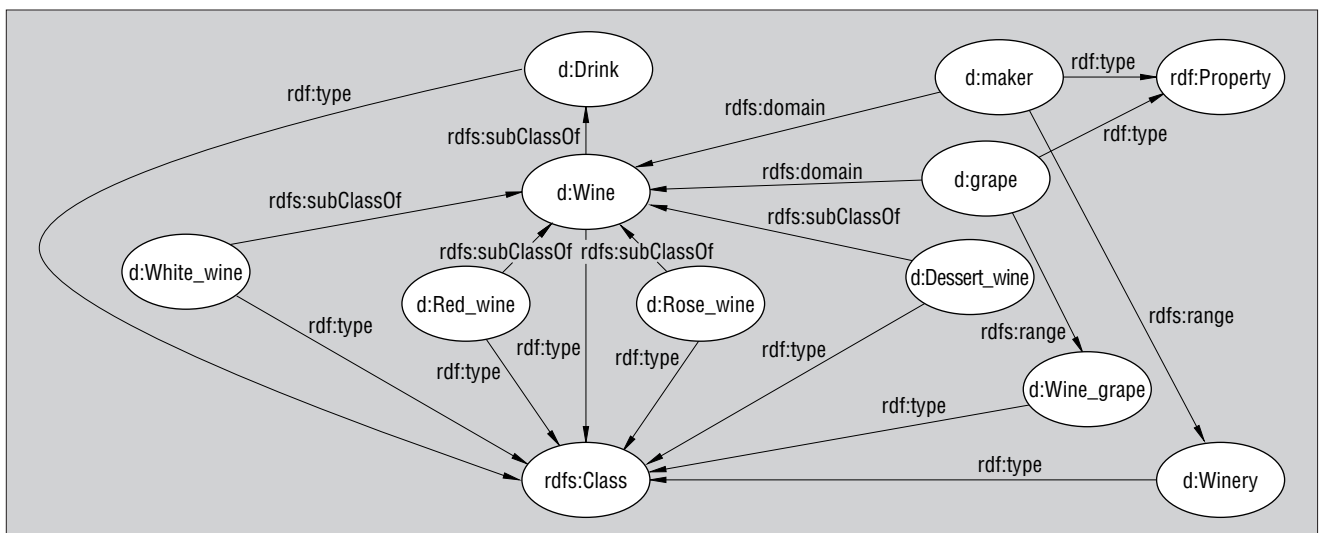 d:Drink
d:maker
rdf:type
rdf:Property
rdf:type
rdfs:domain
rdf:type
rdfs:subClassOf
rdfs:domain
d:grape
d:Wine
rdfs:subClassOf
rdfs:subClassOf
rdfs:subClassOf
rdfs:subClassOf
d:White_wine
d:Dessert_wine
d:Red_wine
d:Rose_wine
rdfs:range
rdf:type
rdfs:range
rdf:type
rdf:type
rdf:type
rdf:type
d:Wine_grape
rdf:type
rdf:type
rdfs:Class
d:Winery